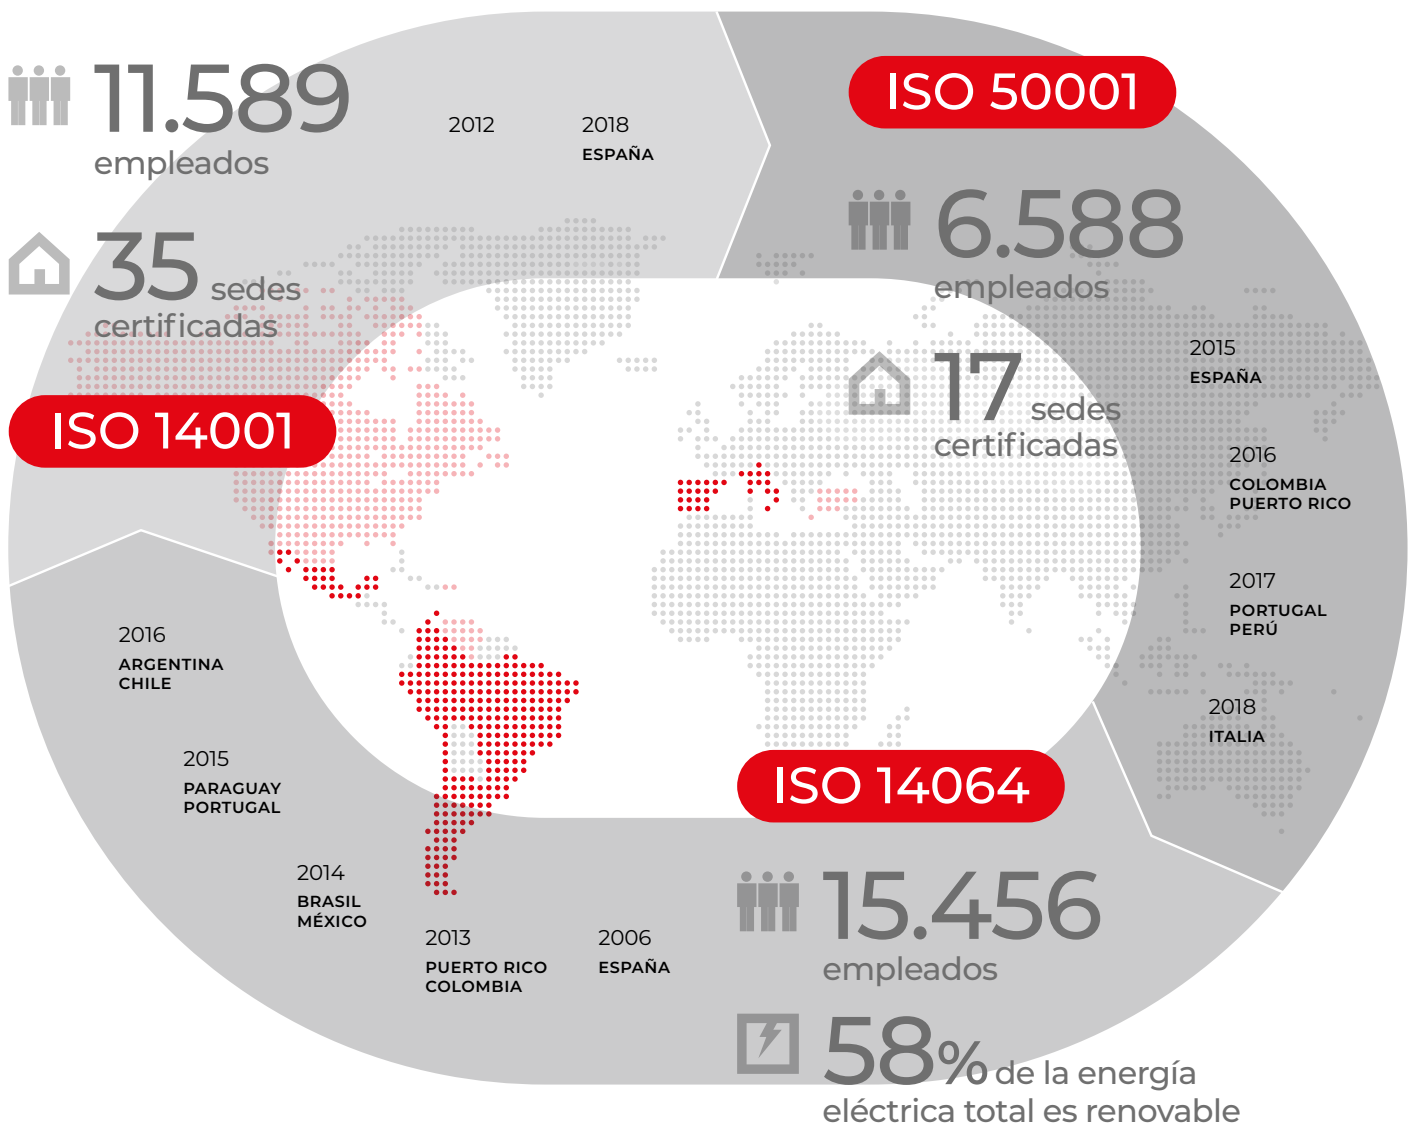 11.589
empleados
35 sedes
certificadas
ISO 14001
2012
2018
ESPAÑA
ISO 50001
6.588
empleados
17 sedes
certificadas
2015
ESPAÑA
2016
COLOMBIA
PUERTO RICO
2017
PORTUGAL
PERÚ
2018
ITALIA
ISO 14064
15.456
empleados
58% de la energía
eléctrica total es renovable
2006
ESPAÑA
2013
PUERTO RICO
COLOMBIA
2014
BRASIL
MÉXICO
2015
PARAGUAY
PORTUGAL
2016
ARGENTINA
CHILE